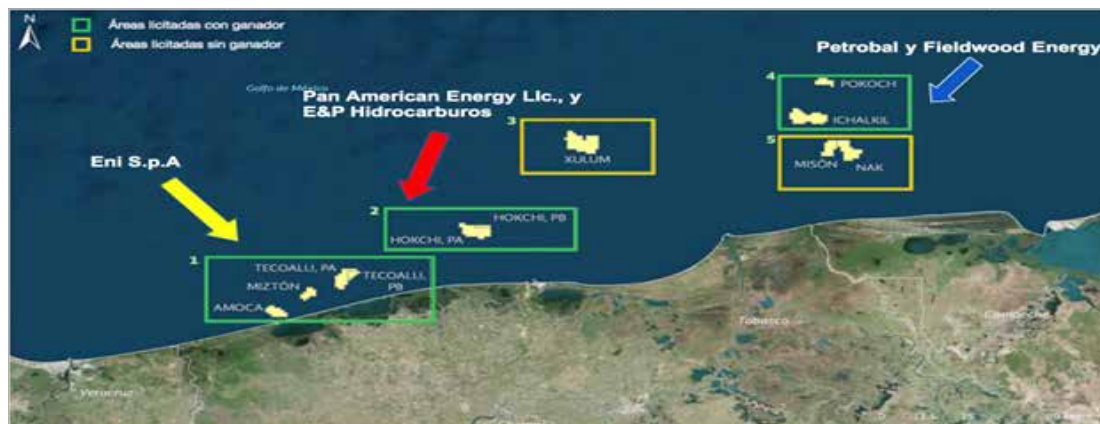 N
Áreas licitadas con ganador
Áreas licitadas sin ganador
Golfo de México
Petrobal y Fieldwood Energy
4
POKOCH
ICHALKIL
5
MISÓN
NAK
Pan American Energy Llc., y
E&P Hidrocarburos
3
XULUM
Eni S.p.A
2
HOKCHI, PB
HOKCHI, PA
1
TECOALLI, PA
TECOALLI,
PB
MIZTÓN
AMOCA
Tabasco
Campeche
Veracruz